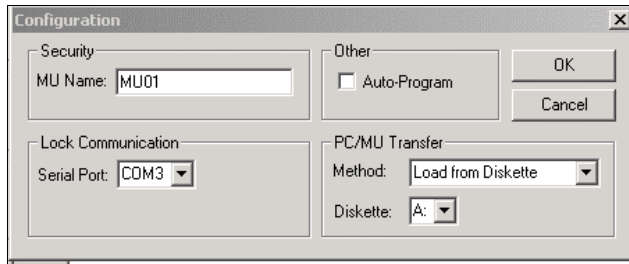 Configuration
Security
MU Name: MU01
Other
Auto-Program
OK
Cancel
Lock Communication
Serial Port: COM3
PC/MU Transfer
Method: Load from Diskette
Diskette: A: